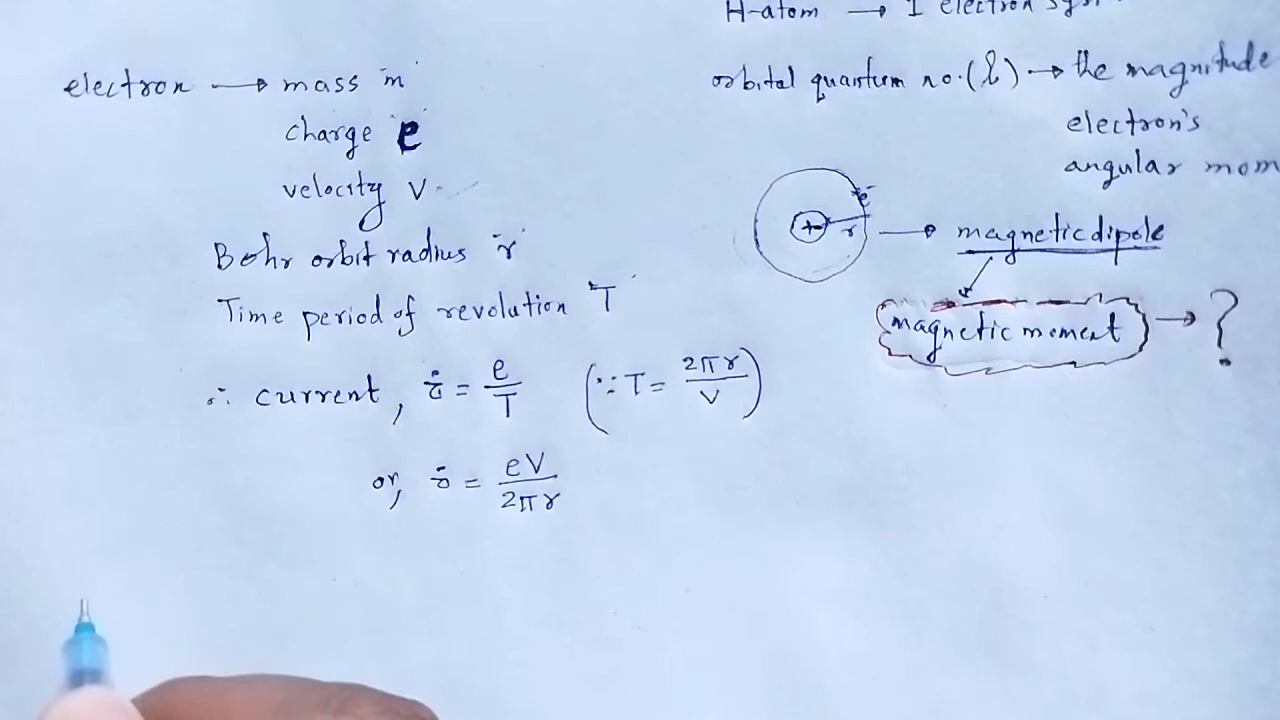 H-atom → 1 electron
electron → mass "m"
charge e
velocity v
Bohr orbit radius "r"
Time period of revolution "T"
∴ current, i = e/T (∵ T = 2πr/v)
or, i = ev/2πr
orbital quantum no. (l) → the magnitude
electron's
angular mom
+ r e⁻ → magnetic dipole
magnetic moment → ?